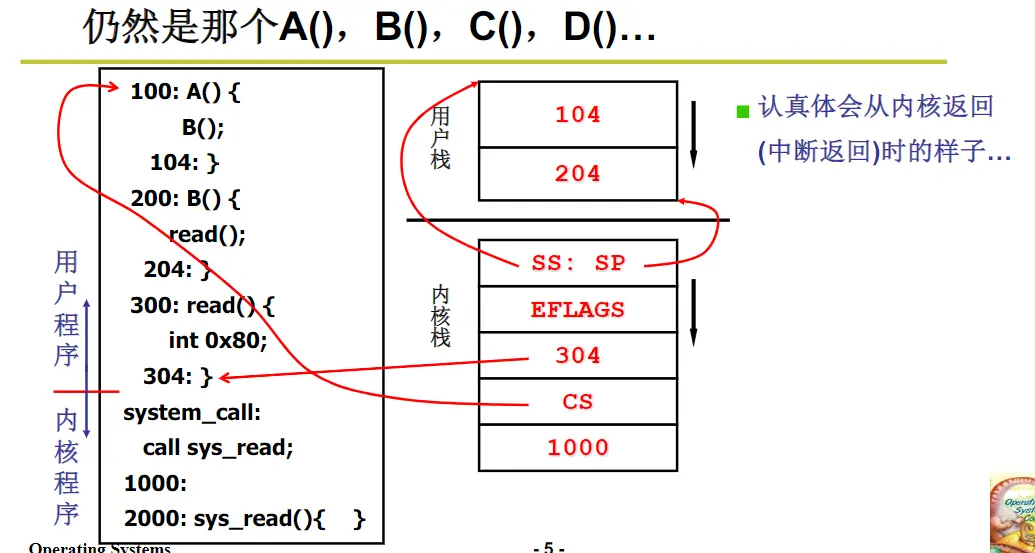 仍然是那个A()，B()，C()，D()…
100: A() {
B();
104: }
200: B() {
read();
204: }
300: read() {
int 0x80;
304: }
system_call:
call sys_read;
1000:
2000: sys_read(){ }
用户程序
内核程序
用户栈
104
204
内核栈
SS: SP
EFLAGS
304
CS
1000
认真体会从内核返回
(中断返回)时的样子…
Operating Systems
- 5 -